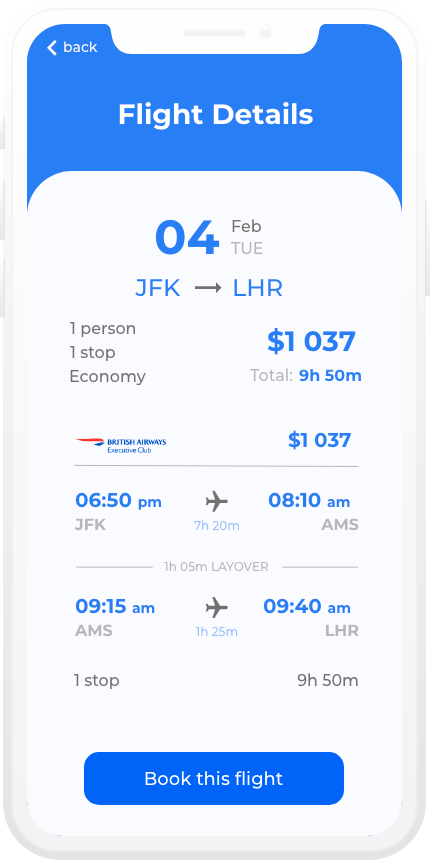 back
Flight Details
04 Feb
TUE
JFK → LHR
1 person
1 stop
Economy
$1 037
Total: 9h 50m
BRITISH AIRWAYS
Executive Club
$1 037
06:50 pm 08:10 am
JFK 7h 20m AMS
1h 05m LAYOVER
09:15 am 09:40 am
AMS 1h 25m LHR
1 stop 9h 50m
Book this flight